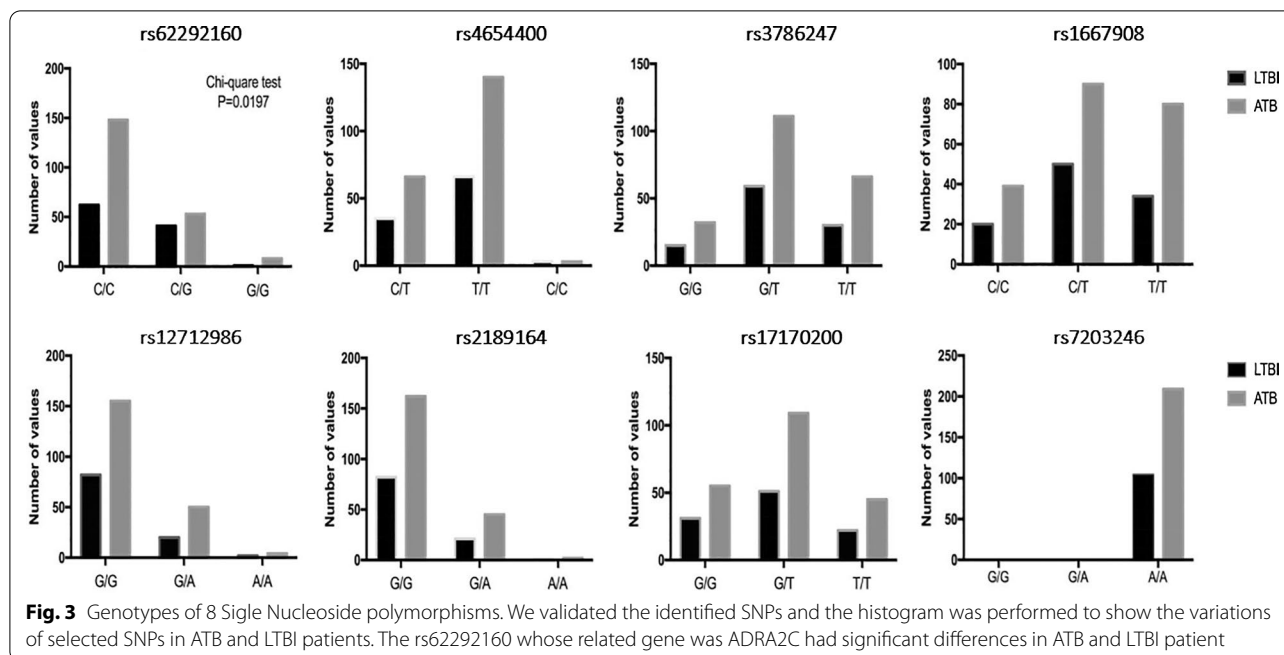 rs62292160
rs4654400
rs3786247
rs1667908
Number of values
200
150
100
50
0
Chi-quare test
P=0.0197
C/C
C/G
G/G
Number of values
150
100
50
0
C/T
T/T
C/C
Number of values
150
100
50
0
G/G
G/T
T/T
Number of values
100
80
60
40
20
0
C/C
C/T
T/T
LTBI
ATB
rs12712986
rs2189164
rs17170200
rs7203246
Number of values
200
150
100
50
0
G/G
G/A
A/A
Number of values
200
150
100
50
0
G/G
G/A
A/A
Number of values
150
100
50
0
G/G
G/T
T/T
Number of values
250
200
150
100
50
0
G/G
G/A
A/A
LTBI
ATB
Fig. 3 Genotypes of 8 Sigle Nucleoside polymorphisms. We validated the identified SNPs and the histogram was performed to show the variations
of selected SNPs in ATB and LTBI patients. The rs62292160 whose related gene was ADRA2C had significant differences in ATB and LTBI patient